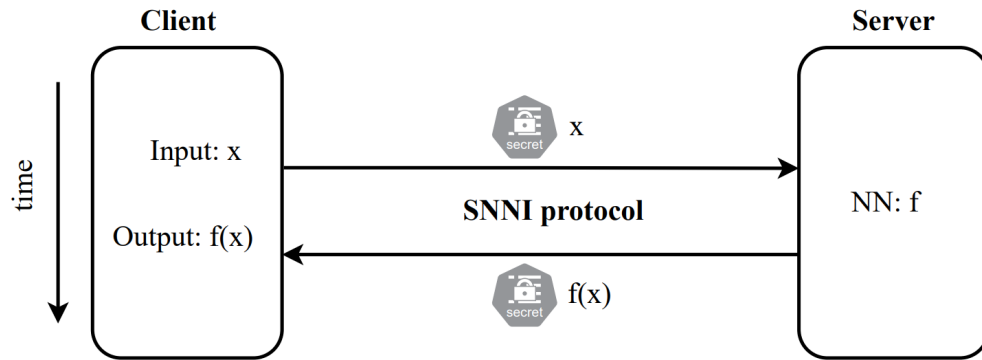 Client
Server
time
Input: x
secret
x
SNNI protocol
NN: f
Output: f(x)
secret
f(x)